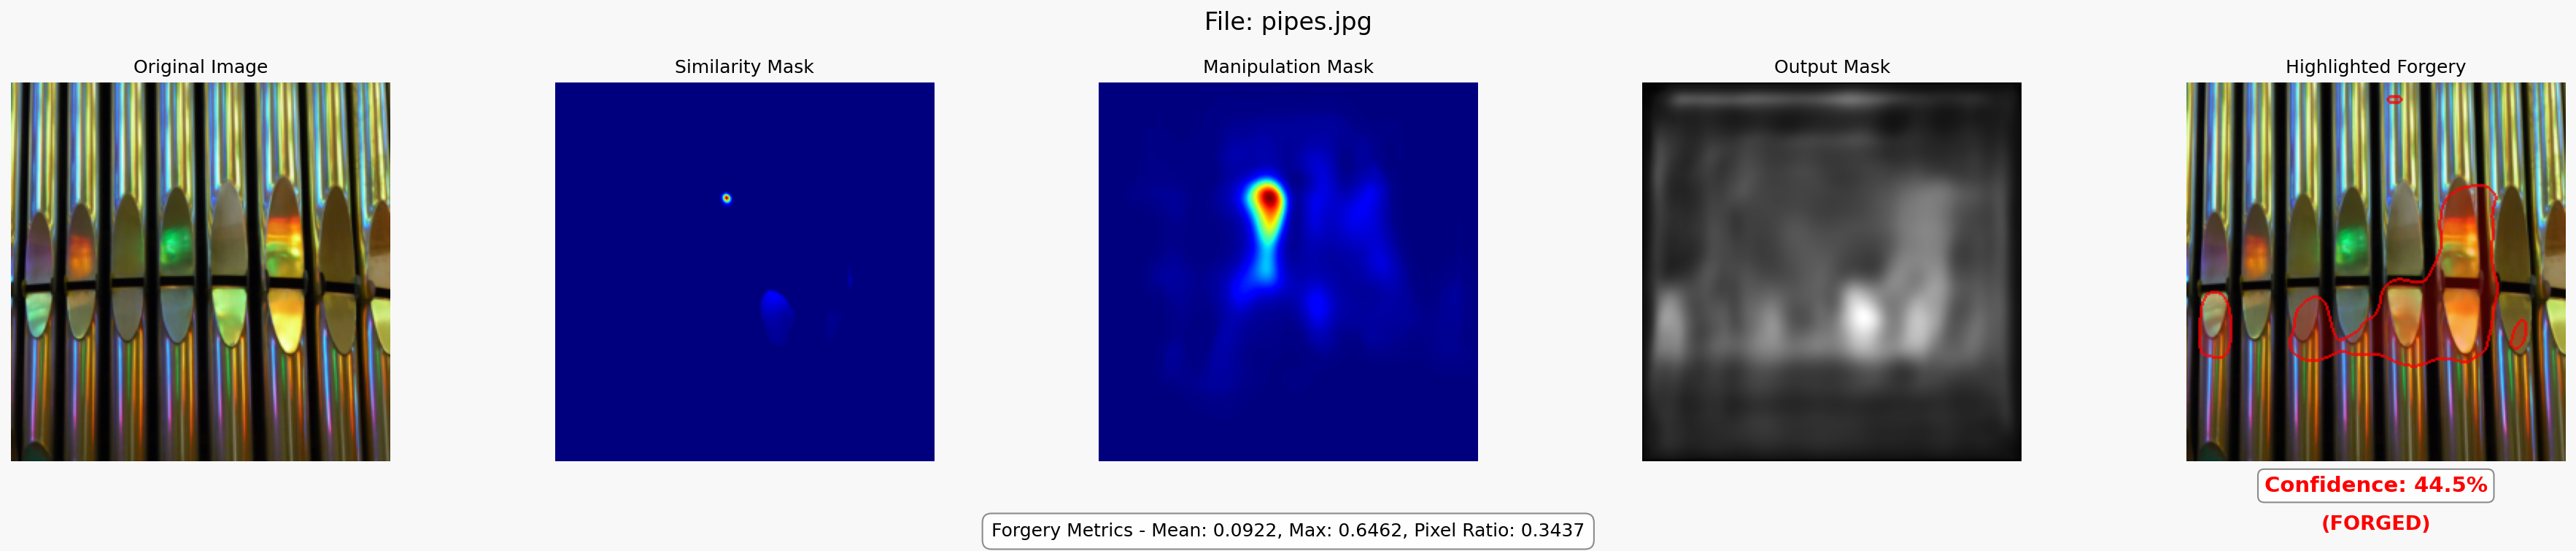 File: pipes.jpg
Original Image
Similarity Mask
Manipulation Mask
Output Mask
Highlighted Forgery
Confidence: 44.5%
(FORGED)
Forgery Metrics - Mean: 0.0922, Max: 0.6462, Pixel Ratio: 0.3437